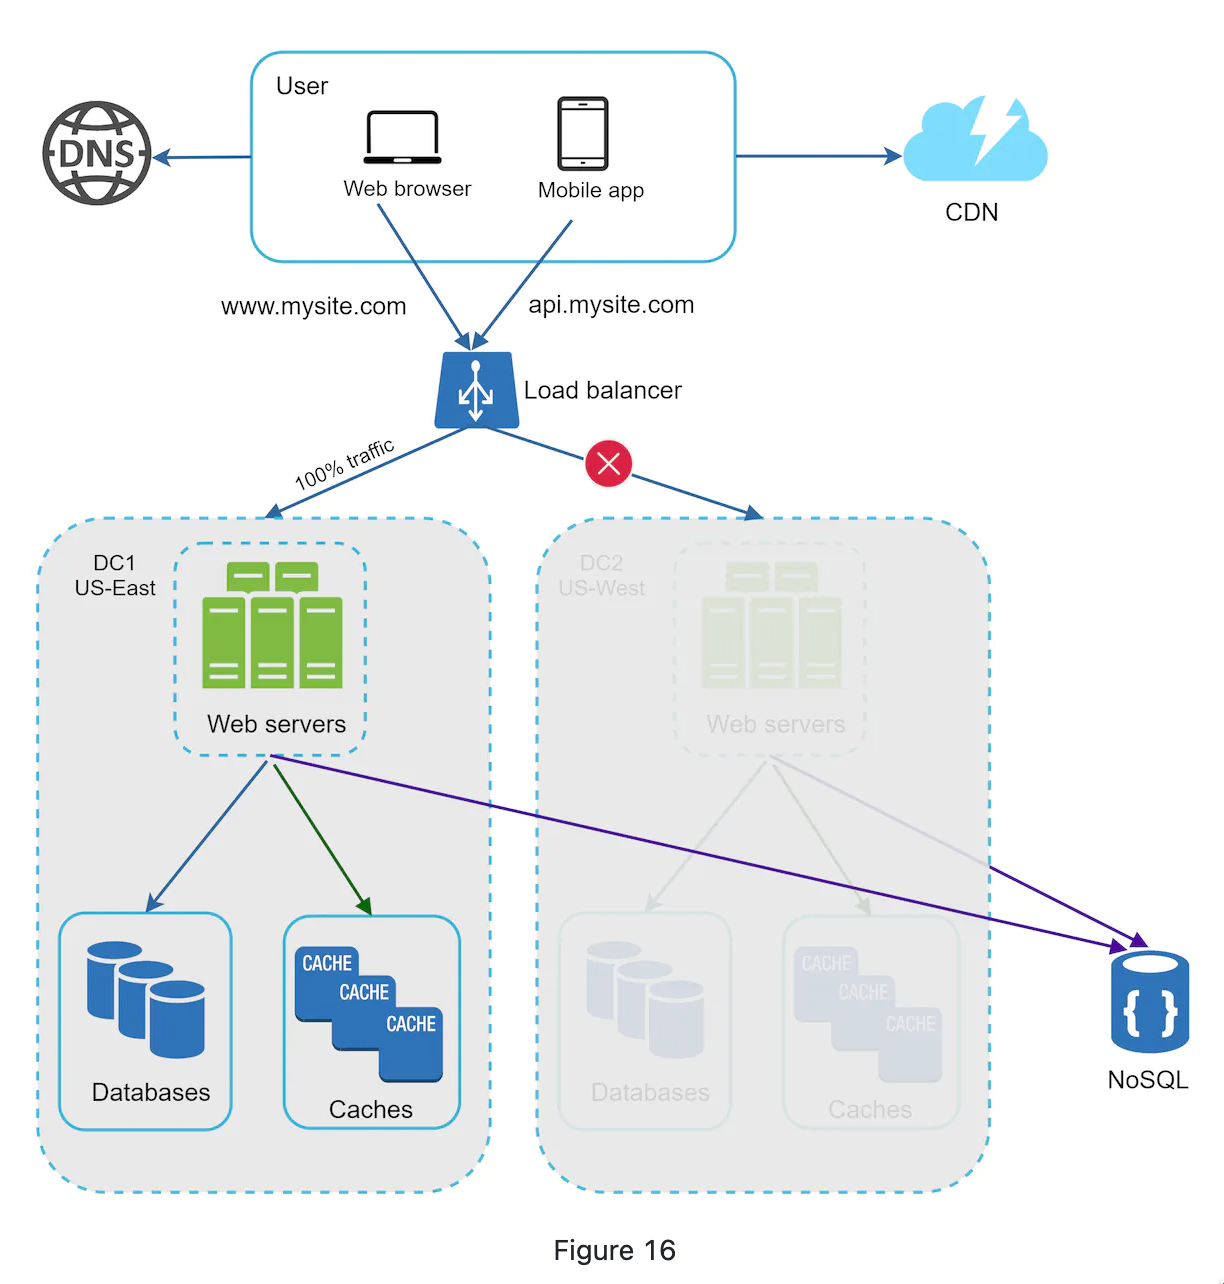 User
DNS
Web browser
Mobile app
CDN
www.mysite.com
api.mysite.com
Load balancer
100% traffic
DC1
US-East
Web servers
DC2
US-West
Web servers
CACHE
CACHE
CACHE
Databases
Caches
CACHE
CACHE
CACHE
Databases
Caches
{ }
NoSQL
Figure 16